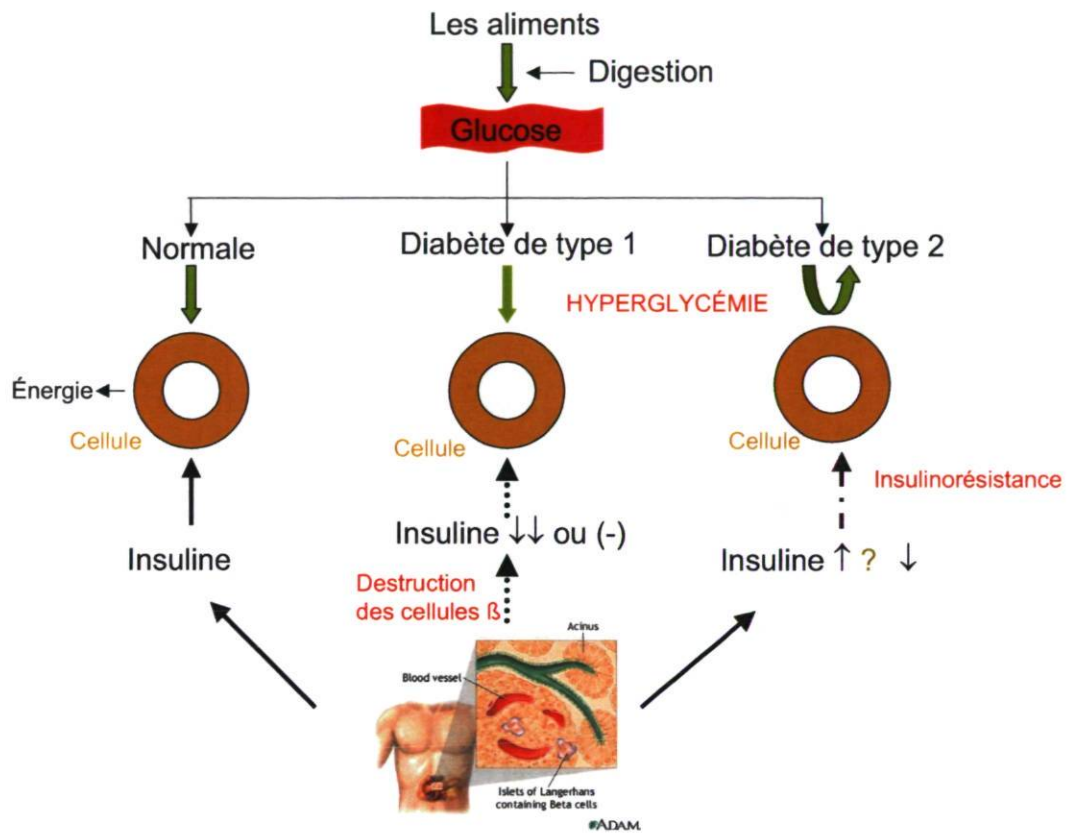 Les aliments
Digestion
Glucose
Normale
Diabète de type 1
Diabète de type 2
HYPERGLYCÉMIE
Énergie
Cellule
Cellule
Cellule
Insulinorésistance
Insuline
Insuline ↓↓ ou (-)
Insuline ↑ ? ↓
Destruction
des cellules ß
Acinus
Blood vessel
Islets of Langerhans
containing Beta cells
ADAM.